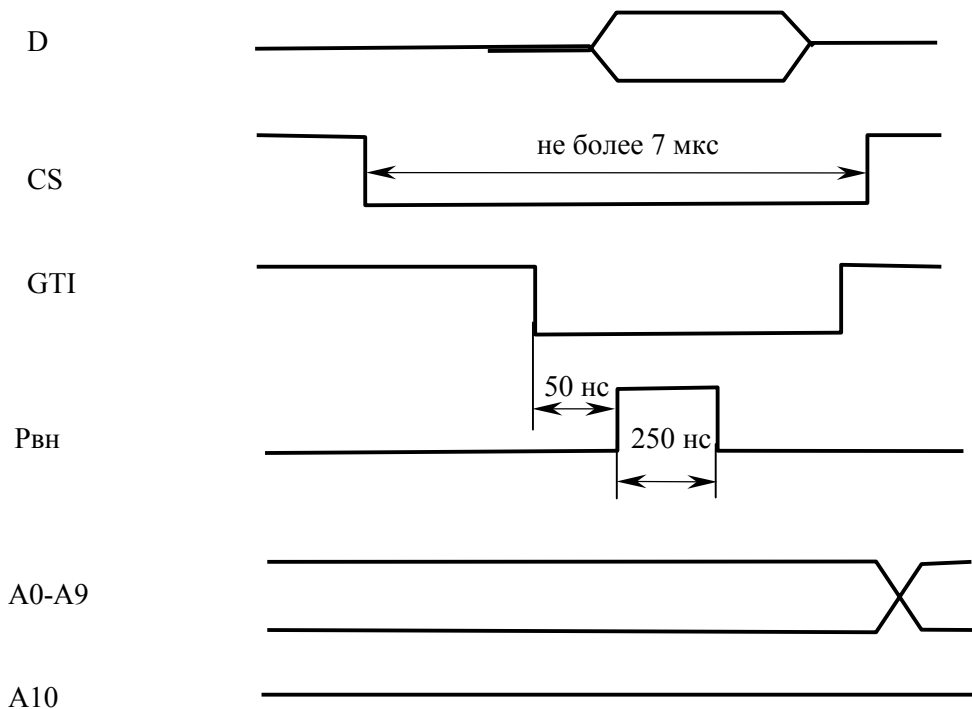 D
не более 7 мкс
CS
GTI
50 нс
Рвн
250 нс
A0-A9
A10